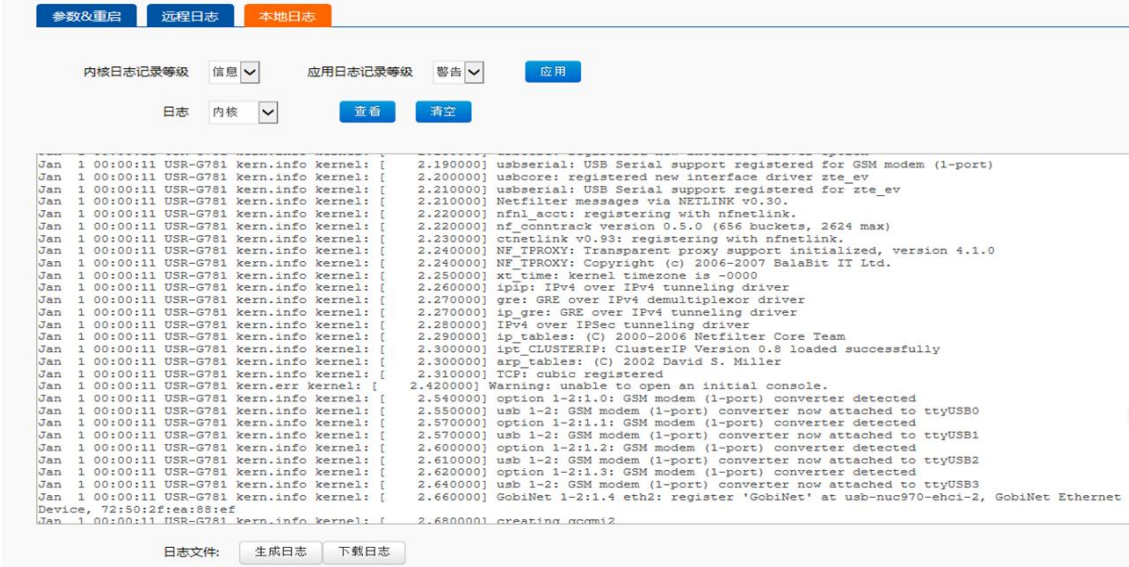 参数&重启 远程日志 本地日志
内核日志记录等级 信息 应用日志记录等级 警告 应用
日志 内核 查看 清空
Jan 1 00:00:11 USR-G781 kern.info kernel: [ 2.190000] usbserial: USB Serial support registered for GSM modem (1-port)
Jan 1 00:00:11 USR-G781 kern.info kernel: [ 2.200000] usbcore: registered new interface driver zte_ev
Jan 1 00:00:11 USR-G781 kern.info kernel: [ 2.210000] usbserial: USB Serial support registered for zte_ev
Jan 1 00:00:11 USR-G781 kern.info kernel: [ 2.210000] Netfilter messages via NETLINK v0.30.
Jan 1 00:00:11 USR-G781 kern.info kernel: [ 2.220000] nfnl_acct: registering with nfnetlink.
Jan 1 00:00:11 USR-G781 kern.info kernel: [ 2.220000] nf_conntrack version 0.5.0 (656 buckets, 2624 max)
Jan 1 00:00:11 USR-G781 kern.info kernel: [ 2.230000] ctnetlink v0.93: registering with nfnetlink.
Jan 1 00:00:11 USR-G781 kern.info kernel: [ 2.240000] NF_TPROXY: Transparent proxy support initialized, version 4.1.0
Jan 1 00:00:11 USR-G781 kern.info kernel: [ 2.240000] NF_TPROXY: Copyright (c) 2006-2007 BalaBit IT Ltd.
Jan 1 00:00:11 USR-G781 kern.info kernel: [ 2.250000] xt_time: kernel timezone is -0000
Jan 1 00:00:11 USR-G781 kern.info kernel: [ 2.260000] ipip: IPv4 over IPv4 tunneling driver
Jan 1 00:00:11 USR-G781 kern.info kernel: [ 2.270000] gre: GRE over IPv4 demultiplexor driver
Jan 1 00:00:11 USR-G781 kern.info kernel: [ 2.270000] ip_gre: GRE over IPv4 tunneling driver
Jan 1 00:00:11 USR-G781 kern.info kernel: [ 2.280000] IPv4 over IPSec tunneling driver
Jan 1 00:00:11 USR-G781 kern.info kernel: [ 2.290000] ip_tables: (C) 2000-2006 Netfilter Core Team
Jan 1 00:00:11 USR-G781 kern.info kernel: [ 2.300000] ipt_CLUSTERIP: ClusterIP Version 0.8 loaded successfully
Jan 1 00:00:11 USR-G781 kern.info kernel: [ 2.300000] arp_tables: (C) 2002 David S. Miller
Jan 1 00:00:11 USR-G781 kern.info kernel: [ 2.310000] TCP: cubic registered
Jan 1 00:00:11 USR-G781 kern.err kernel: [ 2.420000] Warning: unable to open an initial console.
Jan 1 00:00:11 USR-G781 kern.info kernel: [ 2.540000] option 1-2:1.0: GSM modem (1-port) converter detected
Jan 1 00:00:11 USR-G781 kern.info kernel: [ 2.550000] usb 1-2: GSM modem (1-port) converter now attached to ttyUSB0
Jan 1 00:00:11 USR-G781 kern.info kernel: [ 2.570000] option 1-2:1.1: GSM modem (1-port) converter detected
Jan 1 00:00:11 USR-G781 kern.info kernel: [ 2.570000] usb 1-2: GSM modem (1-port) converter now attached to ttyUSB1
Jan 1 00:00:11 USR-G781 kern.info kernel: [ 2.600000] option 1-2:1.2: GSM modem (1-port) converter detected
Jan 1 00:00:11 USR-G781 kern.info kernel: [ 2.610000] usb 1-2: GSM modem (1-port) converter now attached to ttyUSB2
Jan 1 00:00:11 USR-G781 kern.info kernel: [ 2.620000] option 1-2:1.3: GSM modem (1-port) converter detected
Jan 1 00:00:11 USR-G781 kern.info kernel: [ 2.640000] usb 1-2: GSM modem (1-port) converter now attached to ttyUSB3
Jan 1 00:00:11 USR-G781 kern.info kernel: [ 2.660000] GobiNet 1-2:1.4 eth2: register 'GobiNet' at usb-nuc970-ehci-2, GobiNet Ethernet
Device, 72:50:2f:ea:88:ef
Jan 1 00:00:11 USR-G781 kern.info kernel: [ 2.680000] creating qcqmi2
日志文件: 生成日志 下载日志